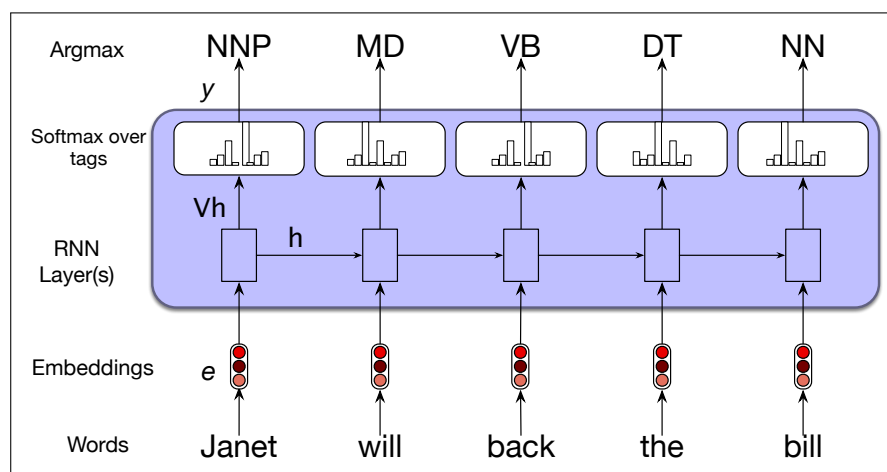 Argmax NNP MD VB DT NN
y
Softmax over
tags
Vh
h
RNN
Layer(s)
Embeddings e
Words Janet will back the bill